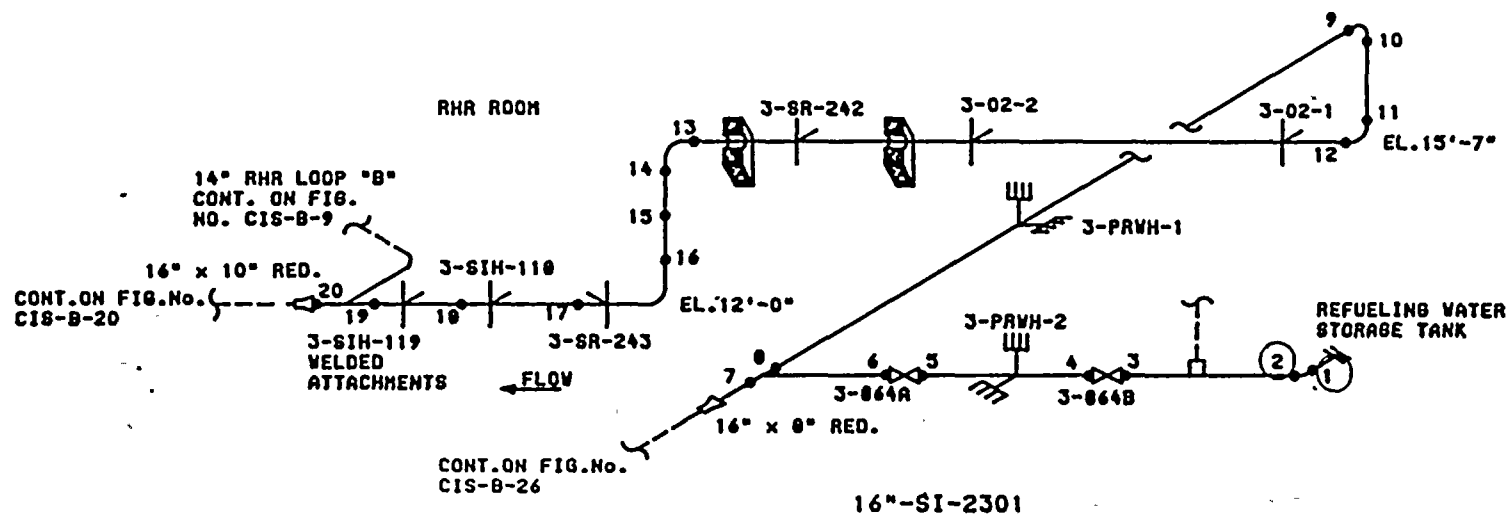 9
10
RHR ROOM
13
3-SR-242
3-02-2
3-02-1
11
12
EL.15'-7"
14
14" RHR LOOP "B"
CONT. ON FIG.
NO. CIS-B-9
15
3-PRWH-1
16" x 10" RED.
3-SIH-118
16
CONT.ON FIG.No.
CIS-B-20
20
19
18
17
EL.12'-0"
3-SIH-119
WELDED
ATTACHMENTS
3-SR-243
3-PRWH-2
REFUELING WATER
STORAGE TANK
FLOW
7
8
6
5
4
3
2
1
3-864A
3-864B
16" x 8" RED.
CONT.ON FIG.No.
CIS-B-26
16"-SI-2301